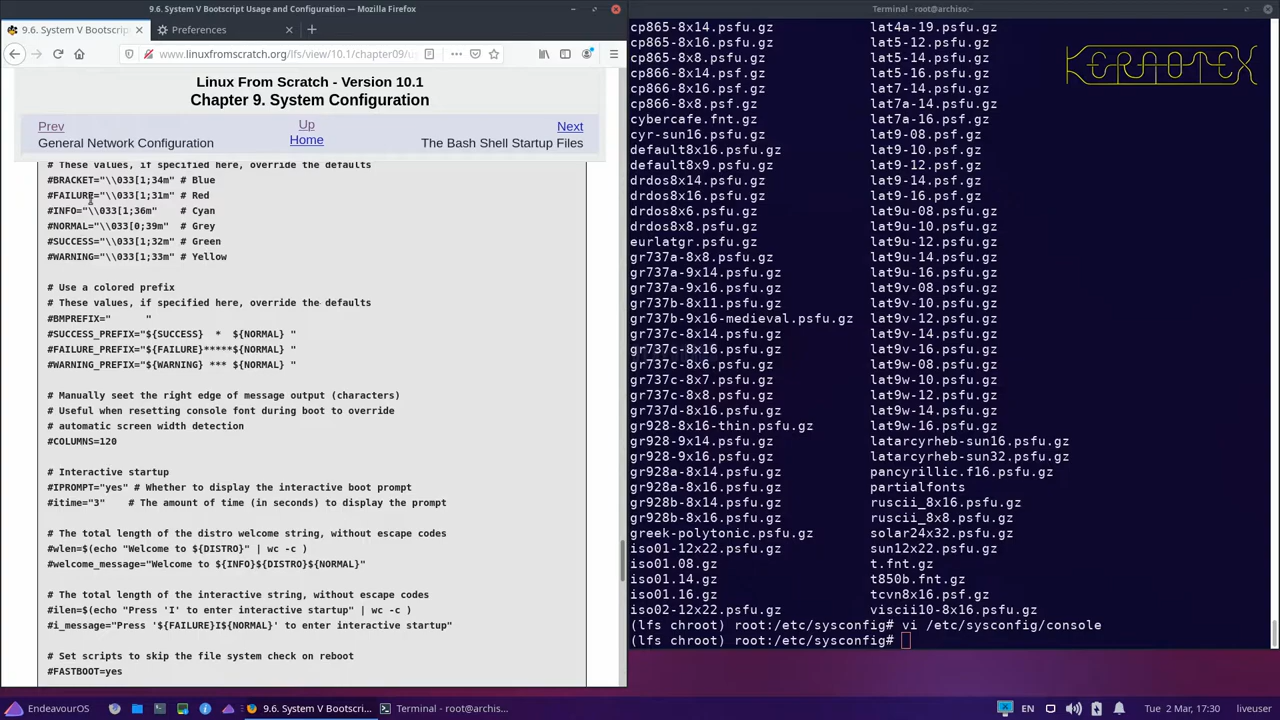 9.6. System V Bootscript Usage and Configuration — Mozilla Firefox
9.6. System V Bootscript
Preferences
www.linuxfromscratch.org/lfs/view/10.1/chapter09/us
Linux From Scratch - Version 10.1
Chapter 9. System Configuration
Prev
Up
Next
General Network Configuration
Home
The Bash Shell Startup Files
# These values, if specified here, override the defaults
#BRACKET="\\033[1;34m" # Blue
#FAILURE="\\033[1;31m" # Red
#INFO="\\033[1;36m"    # Cyan
#NORMAL="\\033[0;39m"  # Grey
#SUCCESS="\\033[1;32m" # Green
#WARNING="\\033[1;33m" # Yellow
# Use a colored prefix
# These values, if specified here, override the defaults
#BMPREFIX="      "
#SUCCESS_PREFIX="${SUCCESS}  *  ${NORMAL} "
#FAILURE_PREFIX="${FAILURE}*****${NORMAL} "
#WARNING_PREFIX="${WARNING} *** ${NORMAL} "
# Manually seet the right edge of message output (characters)
# Useful when resetting console font during boot to override
# automatic screen width detection
#COLUMNS=120
# Interactive startup
#IPROMPT="yes" # Whether to display the interactive boot prompt
#itime="3"    # The amount of time (in seconds) to display the prompt
# The total length of the distro welcome string, without escape codes
#wlen=$(echo "Welcome to ${DISTRO}" | wc -c )
#welcome_message="Welcome to ${INFO}${DISTRO}${NORMAL}"
# The total length of the interactive string, without escape codes
#ilen=$(echo "Press 'I' to enter interactive startup" | wc -c )
#i_message="Press '${FAILURE}I${NORMAL}' to enter interactive startup"
# Set scripts to skip the file system check on reboot
#FASTBOOT=yes
Terminal - root@archiso:~
KEROTEX
cp865-8x14.psfu.gz lat4a-19.psfu.gz
cp865-8x16.psfu.gz lat5-12.psfu.gz
cp865-8x8.psfu.gz lat5-14.psfu.gz
cp866-8x14.psfu.gz lat5-16.psfu.gz
cp866-8x16.psfu.gz lat7-14.psfu.gz
cp866-8x8.psf.gz lat7a-14.psfu.gz
cybercafe.fnt.gz lat7a-16.psf.gz
cyr-sun16.psfu.gz lat9-08.psf.gz
default8x16.psfu.gz lat9-10.psf.gz
default8x9.psfu.gz lat9-12.psf.gz
drdos8x14.psfu.gz lat9-14.psf.gz
drdos8x16.psfu.gz lat9-16.psf.gz
drdos8x6.psfu.gz lat9u-08.psfu.gz
drdos8x8.psfu.gz lat9u-10.psfu.gz
eurlatgr.psfu.gz lat9u-12.psfu.gz
gr737a-8x8.psfu.gz lat9u-14.psfu.gz
gr737a-9x14.psfu.gz lat9u-16.psfu.gz
gr737a-9x16.psfu.gz lat9v-08.psfu.gz
gr737b-8x11.psfu.gz lat9v-10.psfu.gz
gr737b-9x16-medieval.psfu.gz lat9v-12.psfu.gz
gr737c-8x14.psfu.gz lat9v-14.psfu.gz
gr737c-8x16.psfu.gz lat9v-16.psfu.gz
gr737c-8x6.psfu.gz lat9w-08.psfu.gz
gr737c-8x7.psfu.gz lat9w-10.psfu.gz
gr737c-8x8.psfu.gz lat9w-12.psfu.gz
gr737d-8x16.psfu.gz lat9w-14.psfu.gz
gr928-8x16-thin.psfu.gz lat9w-16.psfu.gz
gr928-9x14.psfu.gz latarcyrheb-sun16.psfu.gz
gr928-9x16.psfu.gz latarcyrheb-sun32.psfu.gz
gr928a-8x14.psfu.gz pancyrillic.f16.psfu.gz
gr928a-8x16.psfu.gz partialfonts
gr928b-8x14.psfu.gz ruscii_8x16.psfu.gz
gr928b-8x16.psfu.gz ruscii_8x8.psfu.gz
greek-polytonic.psfu.gz solar24x32.psfu.gz
iso01-12x22.psfu.gz sun12x22.psfu.gz
iso01.08.gz t.fnt.gz
iso01.14.gz t850b.fnt.gz
iso01.16.gz tcvn8x16.psf.gz
iso02-12x22.psfu.gz viscii10-8x16.psfu.gz
(lfs chroot) root:/etc/sysconfig# vi /etc/sysconfig/console
(lfs chroot) root:/etc/sysconfig#
EndeavourOS
9.6. System V Bootscri...
Terminal - root@archis...
EN
Tue 2 Mar, 17:30
liveuser